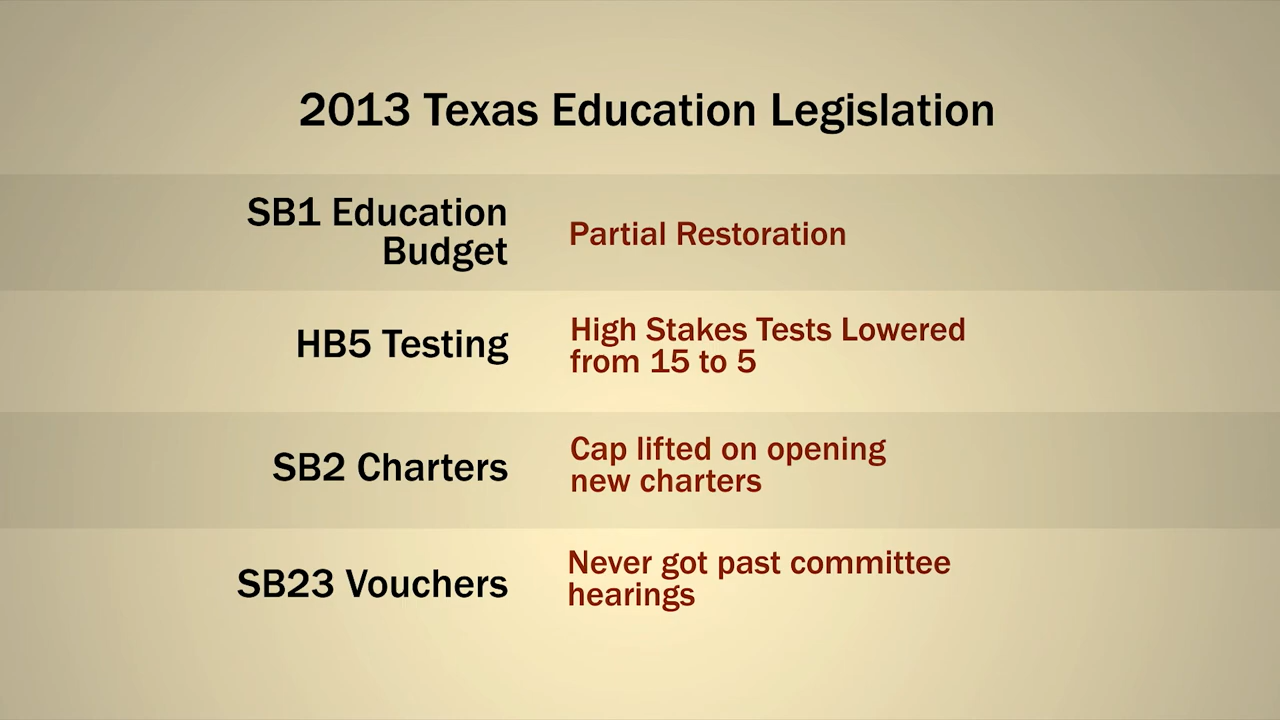 2013 Texas Education Legislation
SB1 Education
Budget
Partial Restoration
HB5 Testing
High Stakes Tests Lowered
from 15 to 5
SB2 Charters
Cap lifted on opening
new charters
SB23 Vouchers
Never got past committee
hearings